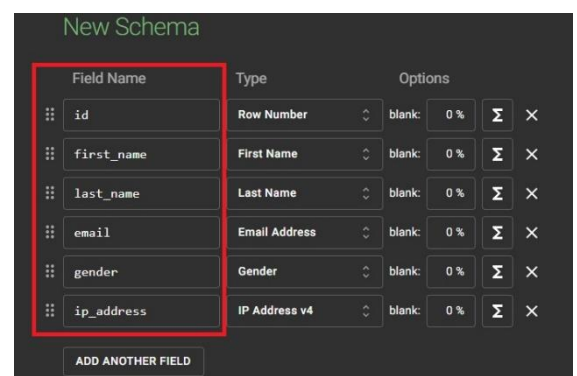 New Schema
Field Name Type Options
id Row Number blank: 0 % Σ ×
first_name First Name blank: 0 % Σ ×
last_name Last Name blank: 0 % Σ ×
email Email Address blank: 0 % Σ ×
gender Gender blank: 0 % Σ ×
ip_address IP Address v4 blank: 0 % Σ ×
ADD ANOTHER FIELD